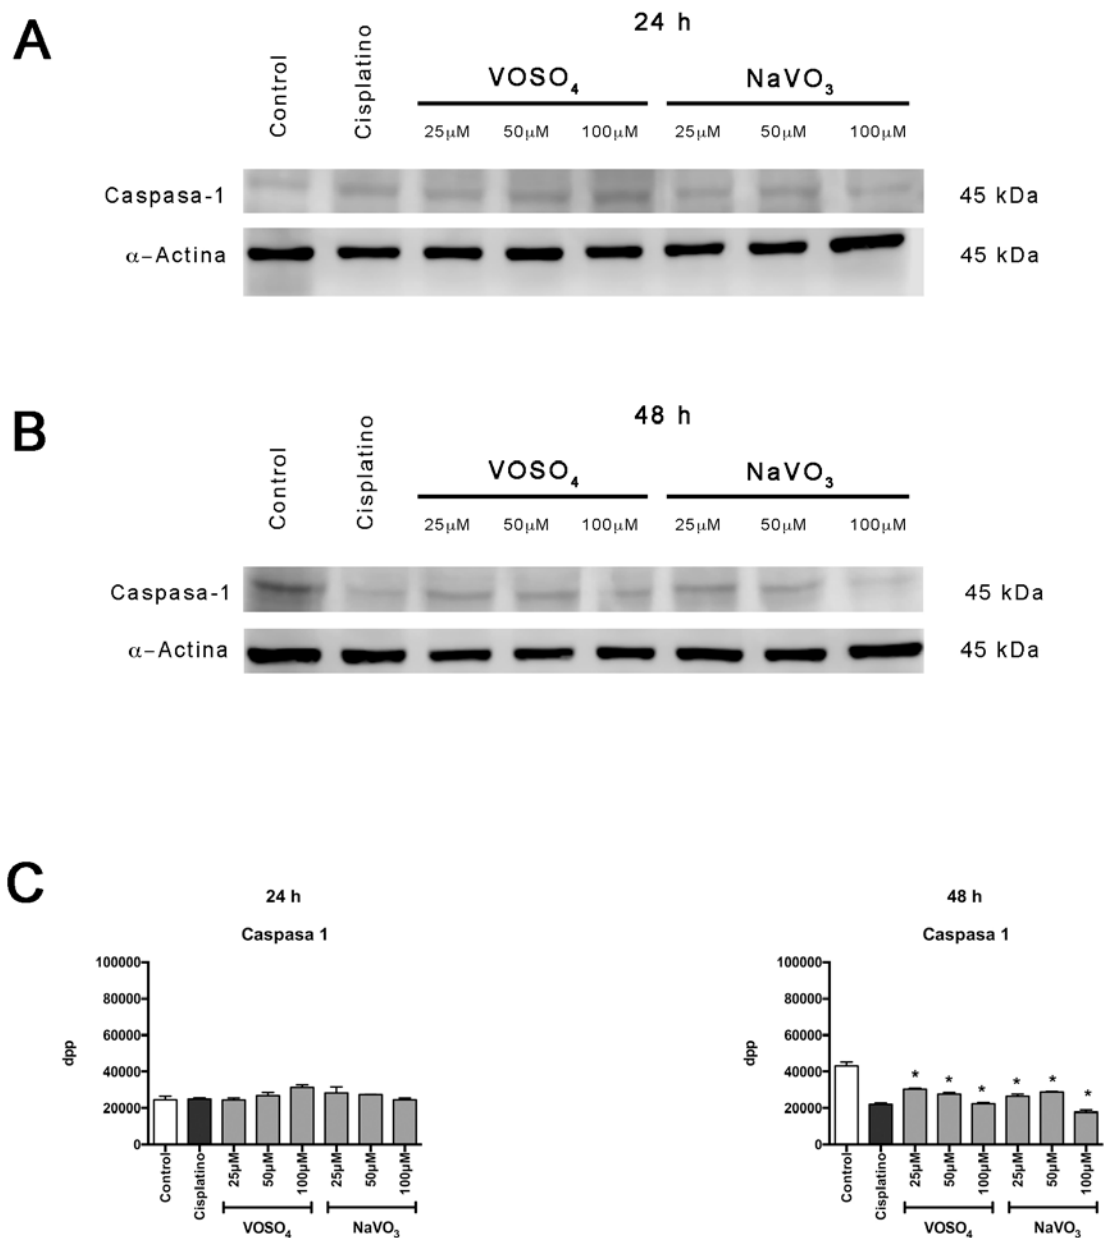 A
24 h
Control
Cisplatino
VOSO₄
NaVO₃
25μM 50μM 100μM 25μM 50μM 100μM
Caspasa-1 45 kDa
α-Actina 45 kDa
B
48 h
Control
Cisplatino
VOSO₄
NaVO₃
25μM 50μM 100μM 25μM 50μM 100μM
Caspasa-1 45 kDa
α-Actina 45 kDa
C
24 h
Caspasa 1
100000
80000
60000
40000
20000
0
dpp
Control
Cisplatino
25μM
50μM
100μM
25μM
50μM
100μM
VOSO₄
NaVO₃
48 h
Caspasa 1
100000
80000
60000
40000
20000
0
dpp
* * * * * *
Control
Cisplatino
25μM
50μM
100μM
25μM
50μM
100μM
VOSO₄
NaVO₃